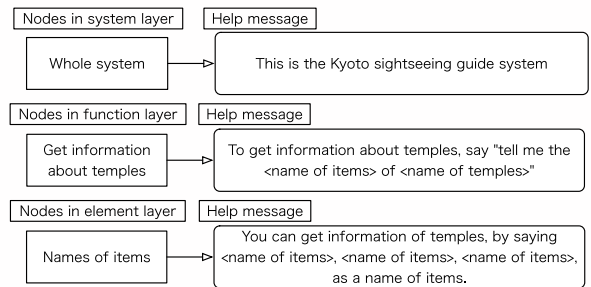 Nodes in system layer
Help message
Whole system
This is the Kyoto sightseeing guide system
Nodes in function layer
Help message
Get information
about temples
To get information about temples, say "tell me the
<name of items> of <name of temples>"
Nodes in element layer
Help message
Names of items
You can get information of temples, by saying
<name of items>, <name of items>, <name of items>,
as a name of items.